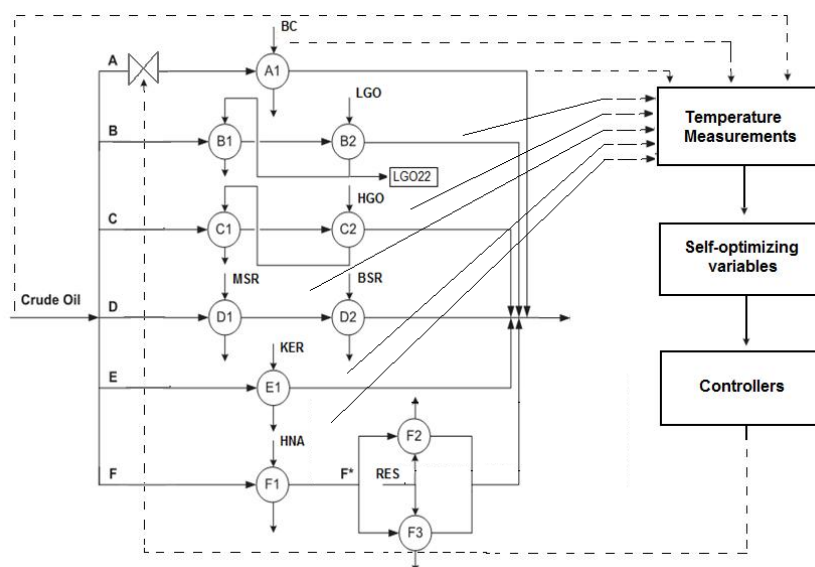 BC
A
A1
LGO
Temperature
Measurements
B
B1
B2
LGO22
HGO
C
C1
C2
Self-optimizing
variables
MSR
BSR
Crude Oil
D
D1
D2
KER
E
E1
Controllers
HNA
F2
F
F1
F*
RES
F3